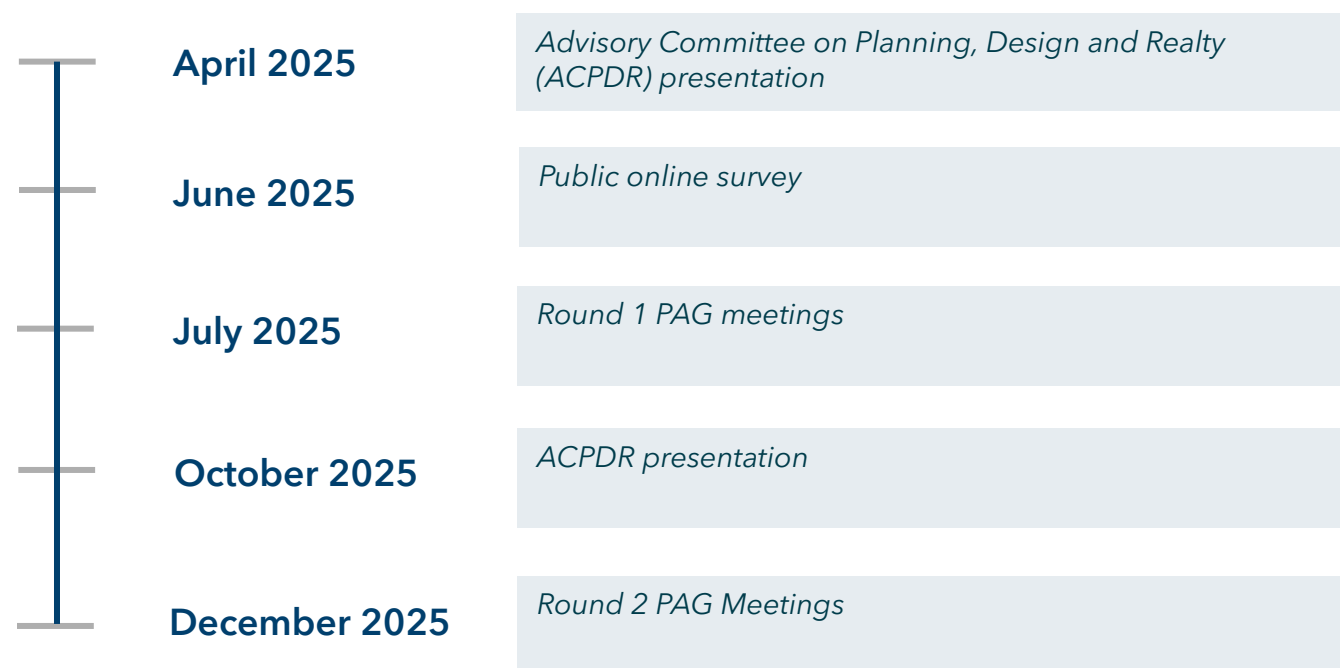 April 2025
Advisory Committee on Planning, Design and Realty
(ACPDR) presentation
June 2025
Public online survey
July 2025
Round 1 PAG meetings
October 2025
ACPDR presentation
December 2025
Round 2 PAG Meetings